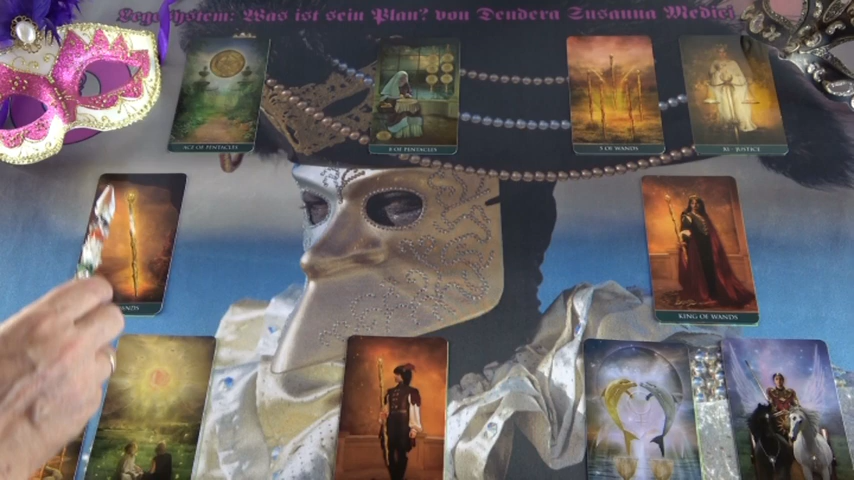 Legesystem: Was ist sein Plan? von Dendera Susanna Medici
ACE OF PENTACLES
8 OF PENTACLES
5 OF WANDS
XI · JUSTICE
WANDS
KING OF WANDS